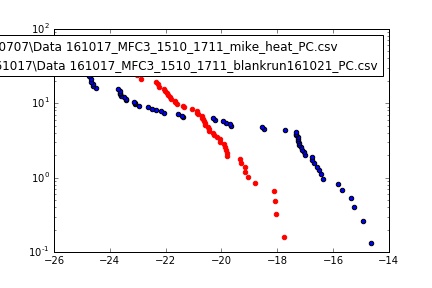 10²
0707\Data 161017_MFC3_1510_1711_mike_heat_PC.csv
61017\Data 161017_MFC3_1510_1711_blankrun161021_PC.csv
10¹
10⁰
10⁻¹
−26 −24 −22 −20 −18 −16 −14